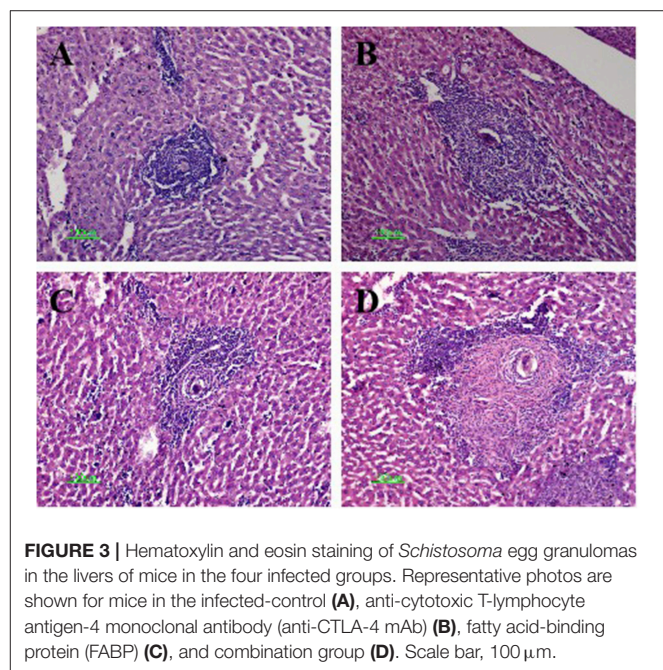 A
B
C
D
FIGURE 3 | Hematoxylin and eosin staining of Schistosoma egg granulomas
in the livers of mice in the four infected groups. Representative photos are
shown for mice in the infected-control (A), anti-cytotoxic T-lymphocyte
antigen-4 monoclonal antibody (anti-CTLA-4 mAb) (B), fatty acid-binding
protein (FABP) (C), and combination group (D). Scale bar, 100 μm.